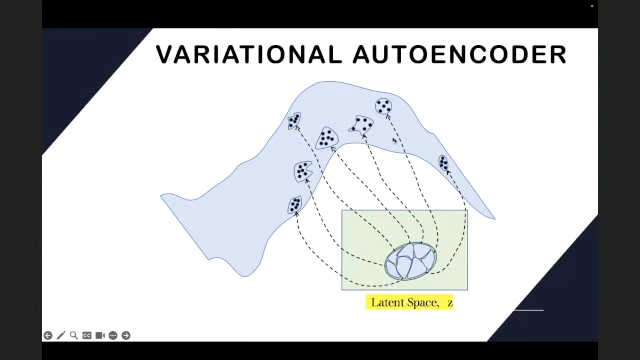 VARIATIONAL AUTOENCODER
Latent Space, z